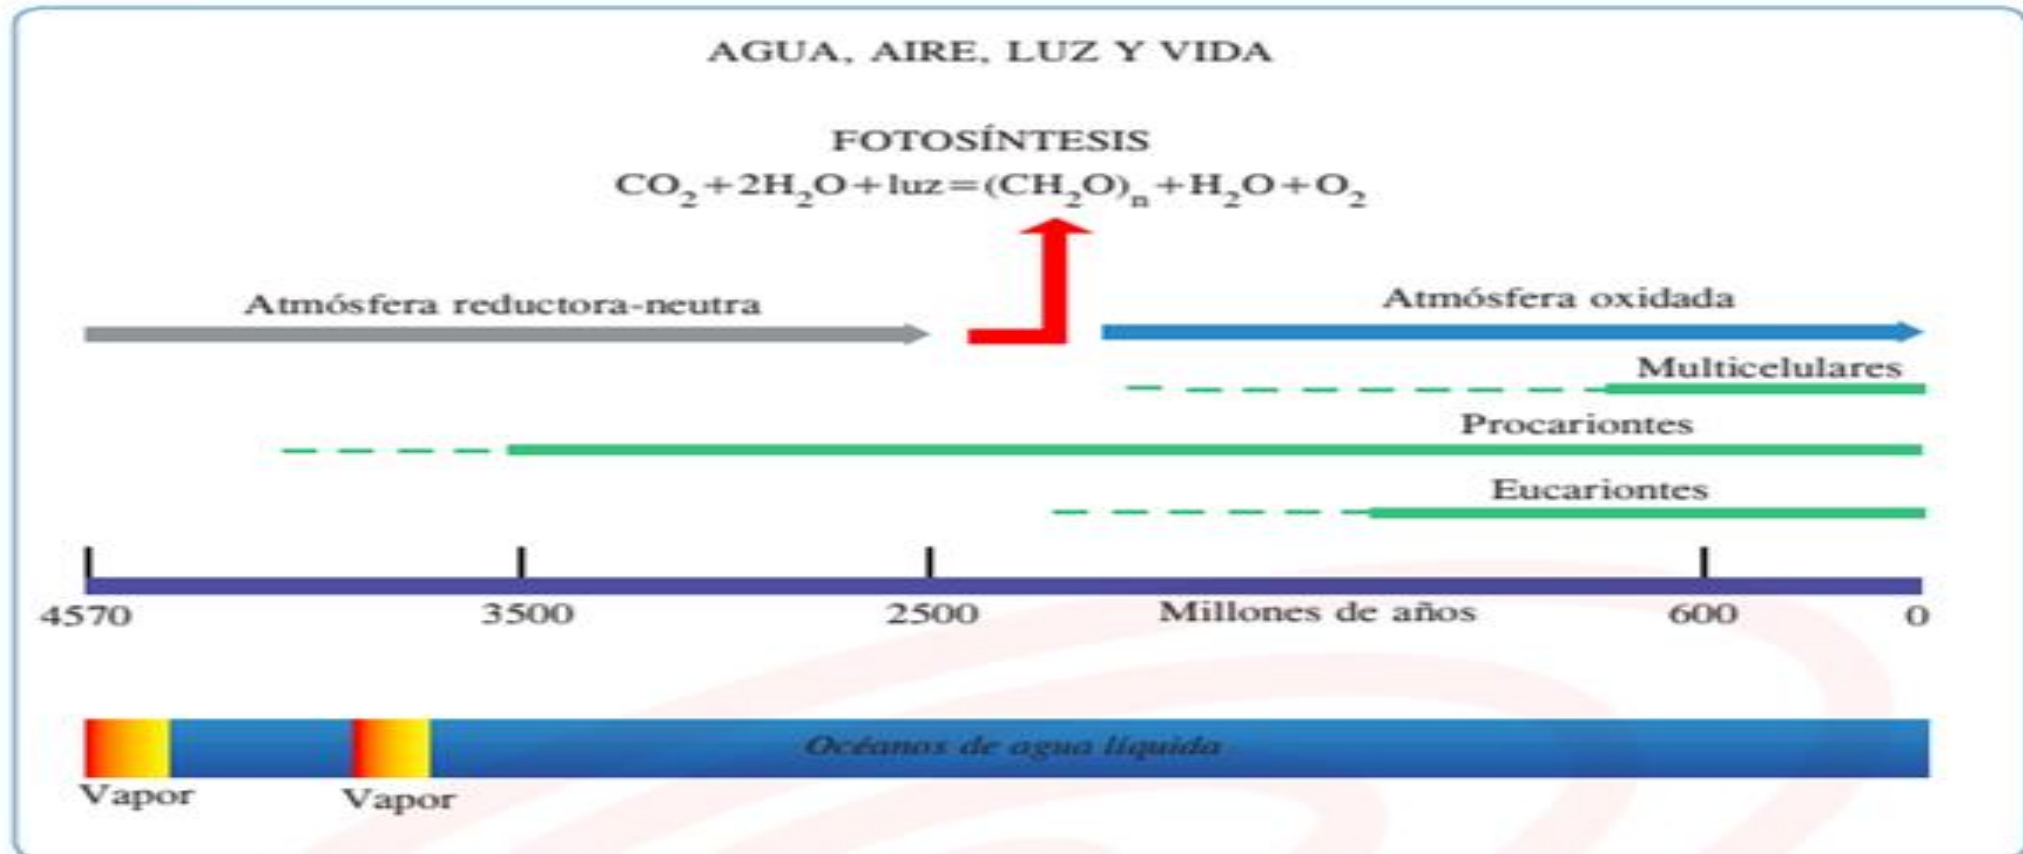 AGUA, AIRE, LUZ Y VIDA
FOTOSÍNTESIS
CO₂+2H₂O+luz=(CH₂O)ₙ+H₂O+O₂
Atmósfera reductora-neutra
Atmósfera oxidada
Multicelulares
Procariontes
Eucariontes
4570 3500 2500 Millones de años 600 0
Océanos de agua líquida
Vapor Vapor